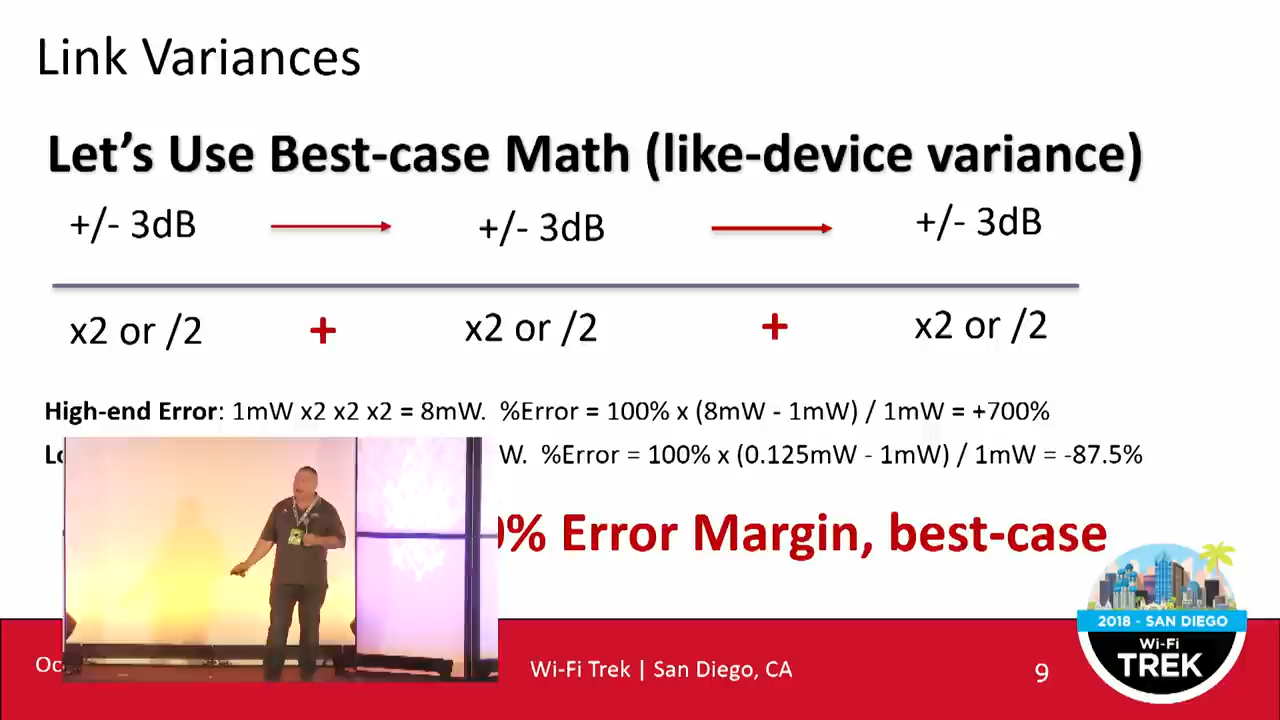 Link Variances
Let's Use Best-case Math (like-device variance)
+/- 3dB +/- 3dB +/- 3dB
x2 or /2 + x2 or /2 + x2 or /2
High-end Error: 1mW x2 x2 x2 = 8mW. %Error = 100% x (8mW - 1mW) / 1mW = +700%
W. %Error = 100% x (0.125mW - 1mW) / 1mW = -87.5%
% Error Margin, best-case
Wi-Fi Trek | San Diego, CA
9
2018 - SAN DIEGO
Wi-Fi
TREK